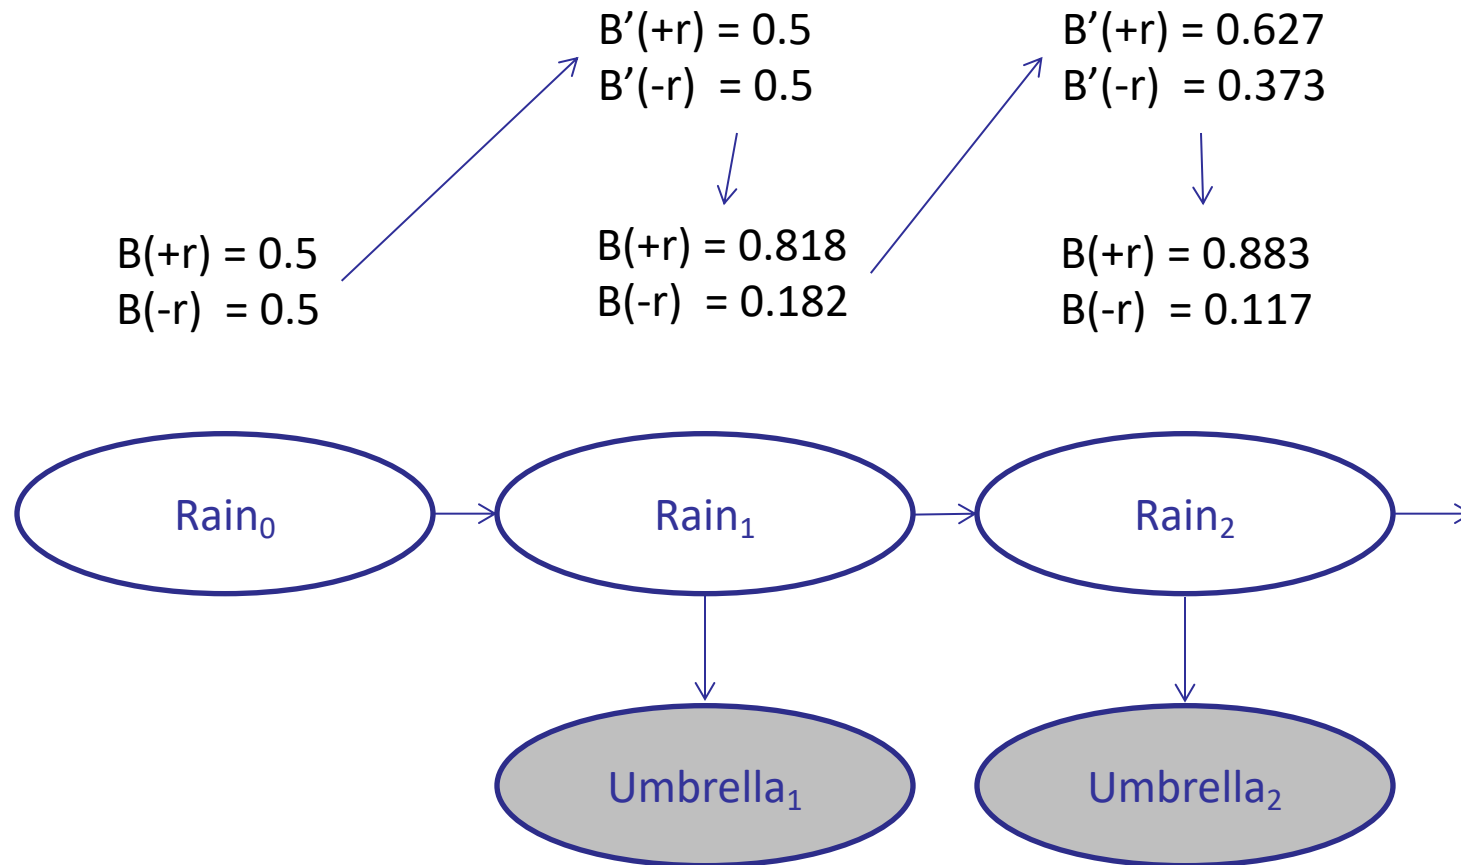 B’(+r) = 0.5
B’(-r) = 0.5
B’(+r) = 0.627
B’(-r) = 0.373
B(+r) = 0.5
B(-r) = 0.5
B(+r) = 0.818
B(-r) = 0.182
B(+r) = 0.883
B(-r) = 0.117
Rain₀
Rain₁
Rain₂
Umbrella₁
Umbrella₂